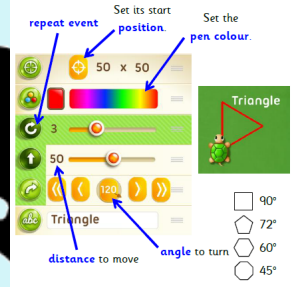 Set its start
position.
repeat event
Set the
pen colour.
50 x 50
3
50
120
abc Triangle
distance to move
angle to turn
Triangle
90°
72°
60°
45°